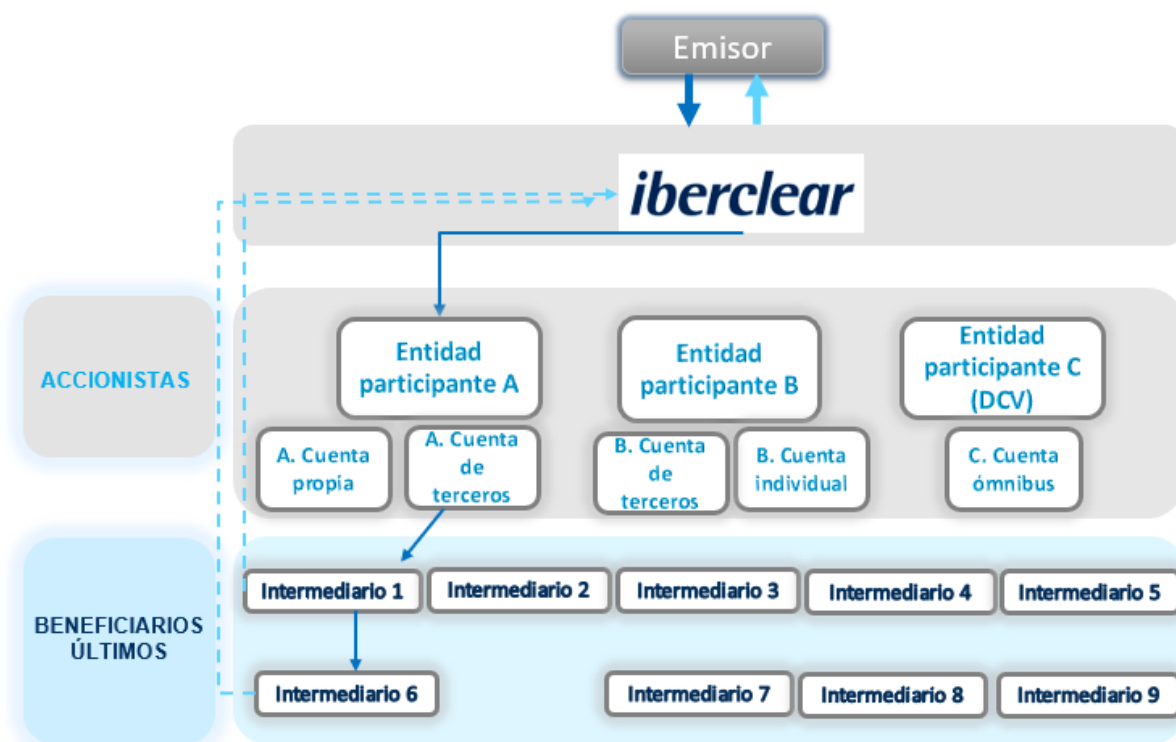 Emisor
iberclear
ACCIONISTAS
Entidad
participante A
Entidad
participante B
Entidad
participante C
(DCV)
A. Cuenta
propia
A. Cuenta
de
terceros
B. Cuenta
de
terceros
B. Cuenta
individual
C. Cuenta
ómnibus
BENEFICIARIOS
ÚLTIMOS
Intermediario 1
Intermediario 2
Intermediario 3
Intermediario 4
Intermediario 5
Intermediario 6
Intermediario 7
Intermediario 8
Intermediario 9